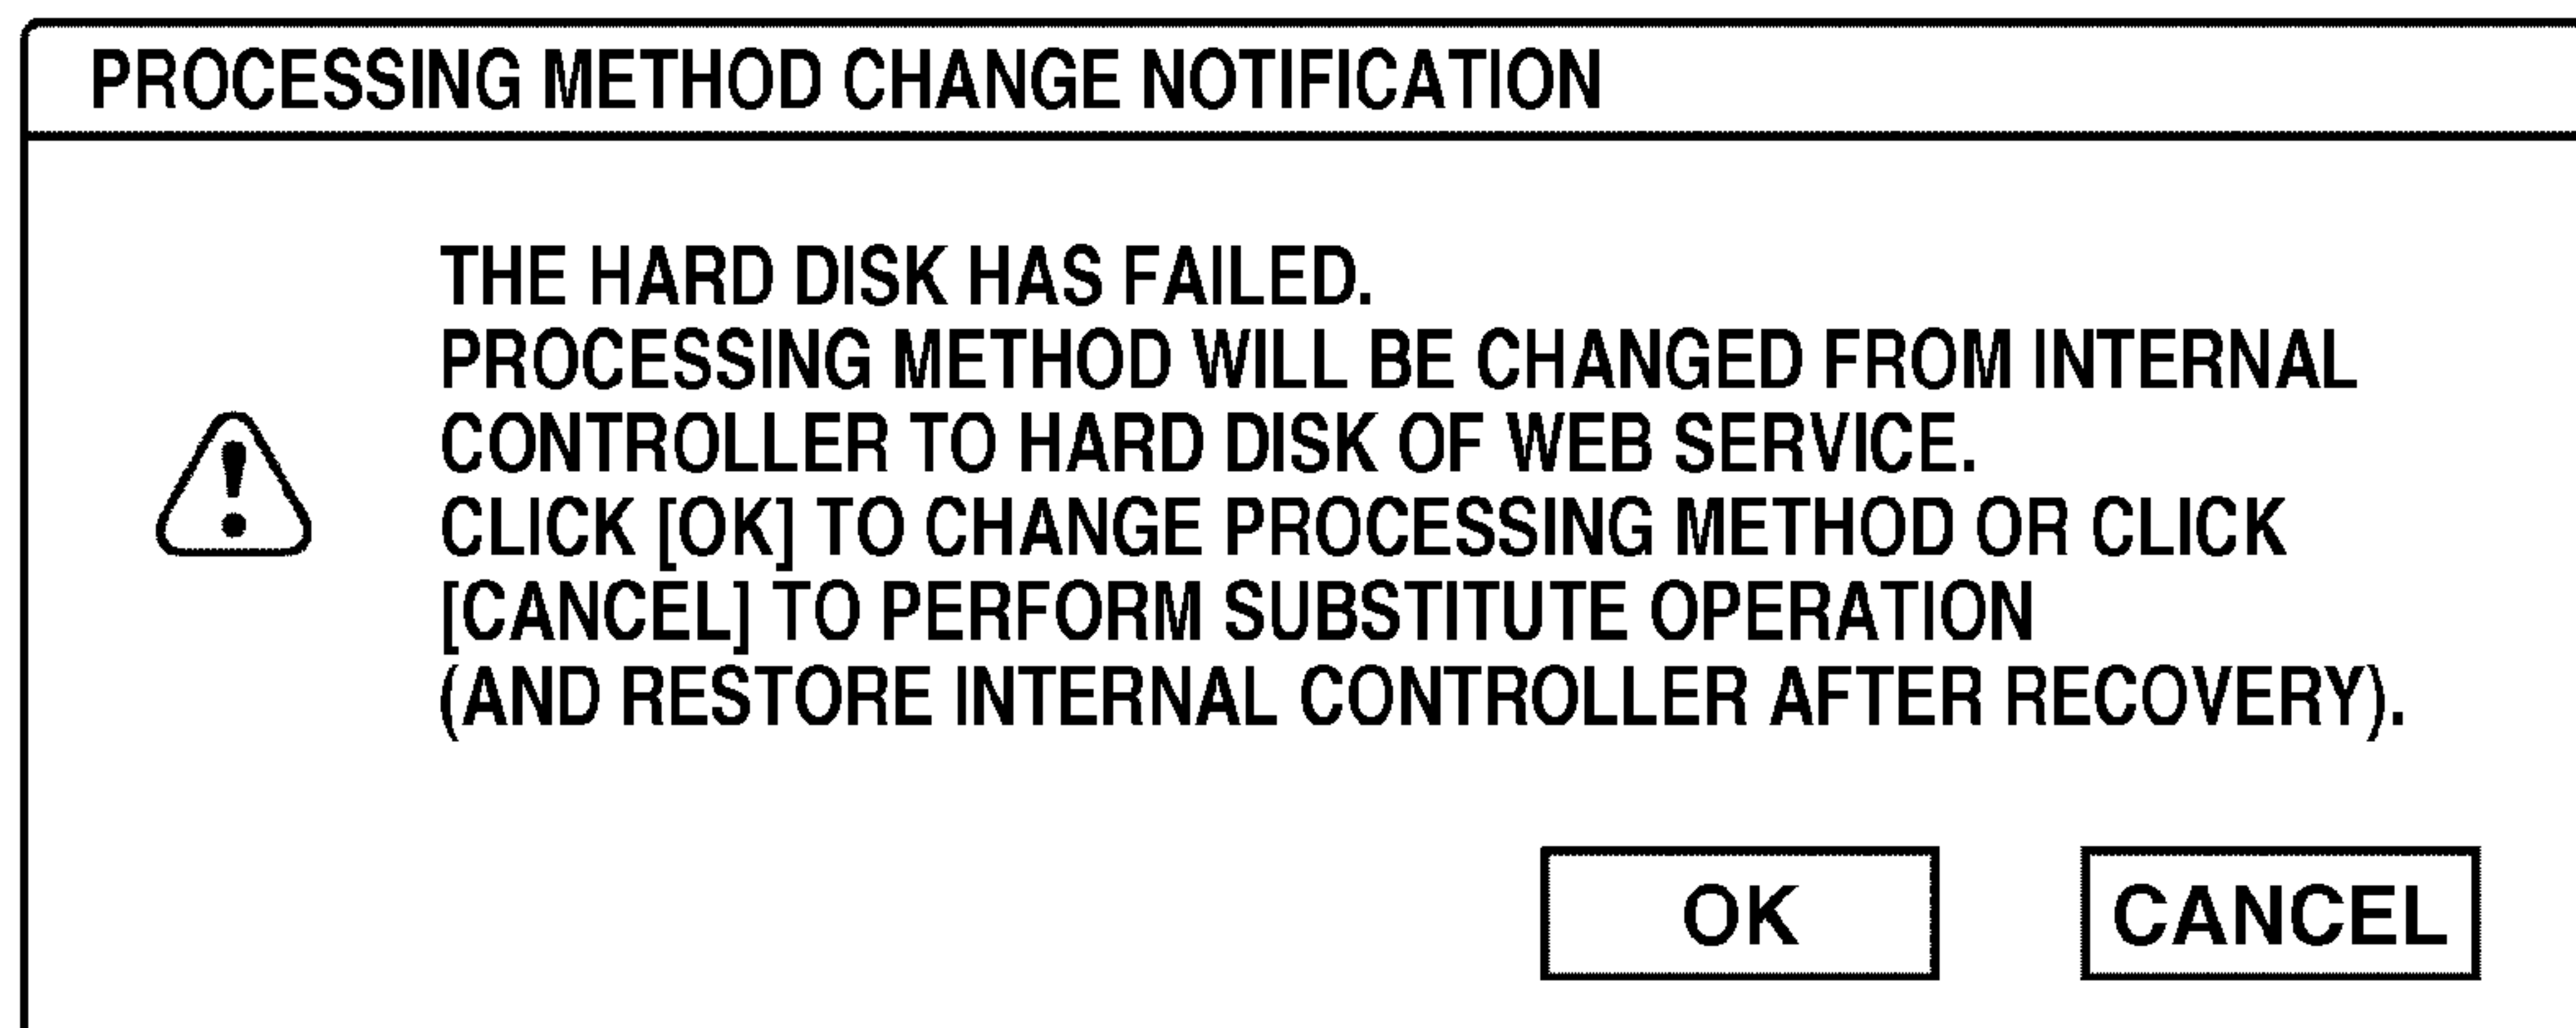 PROCESSING METHOD CHANGE NOTIFICATION
THE HARD DISK HAS FAILED.
PROCESSING METHOD WILL BE CHANGED FROM INTERNAL
CONTROLLER TO HARD DISK OF WEB SERVICE.
CLICK [OK] TO CHANGE PROCESSING METHOD OR CLICK
[CANCEL] TO PERFORM SUBSTITUTE OPERATION
(AND RESTORE INTERNAL CONTROLLER AFTER RECOVERY).
OK CANCEL